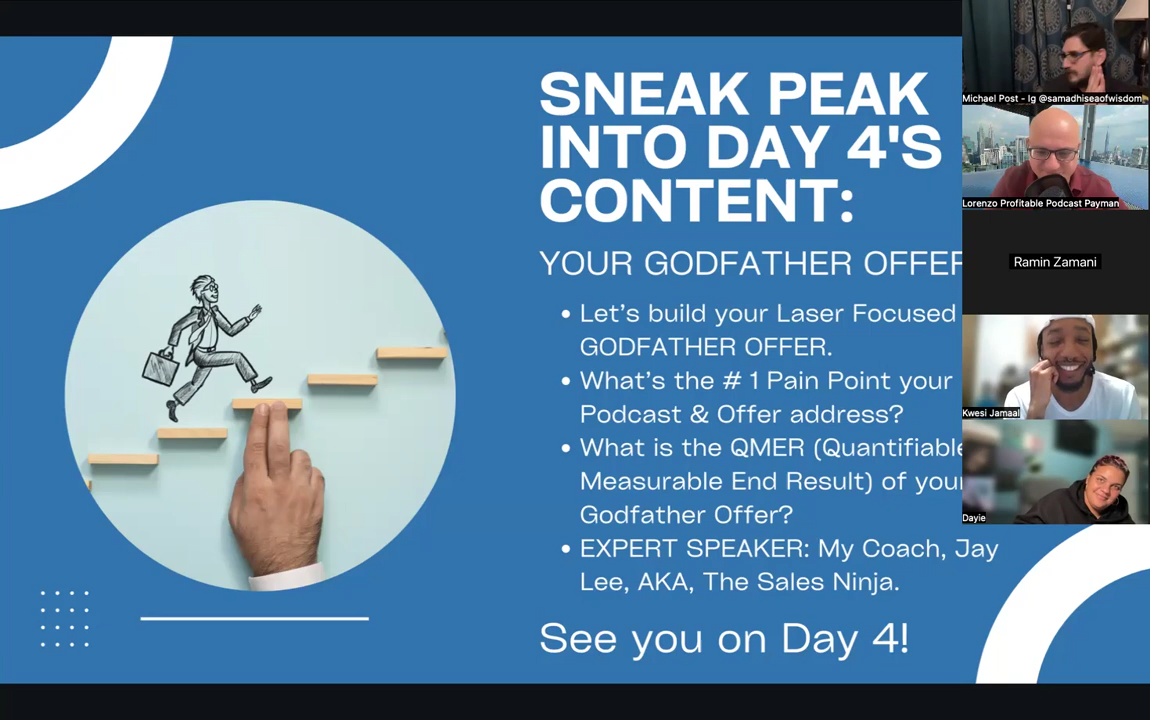 SNEAK PEAK
INTO DAY 4'S
CONTENT:
YOUR GODFATHER OFFER
• Let's build your Laser Focused
GODFATHER OFFER.
• What's the # 1 Pain Point your
Podcast & Offer address?
• What is the QMER (Quantifiable
Measurable End Result) of your
Godfather Offer?
• EXPERT SPEAKER: My Coach, Jay
Lee, AKA, The Sales Ninja.
See you on Day 4!
Michael Post - Ig @samadhiseaofwisdom
Lorenzo Profitable Podcast Payman
Ramin Zamani
Kwesi Jamaal
Dayie